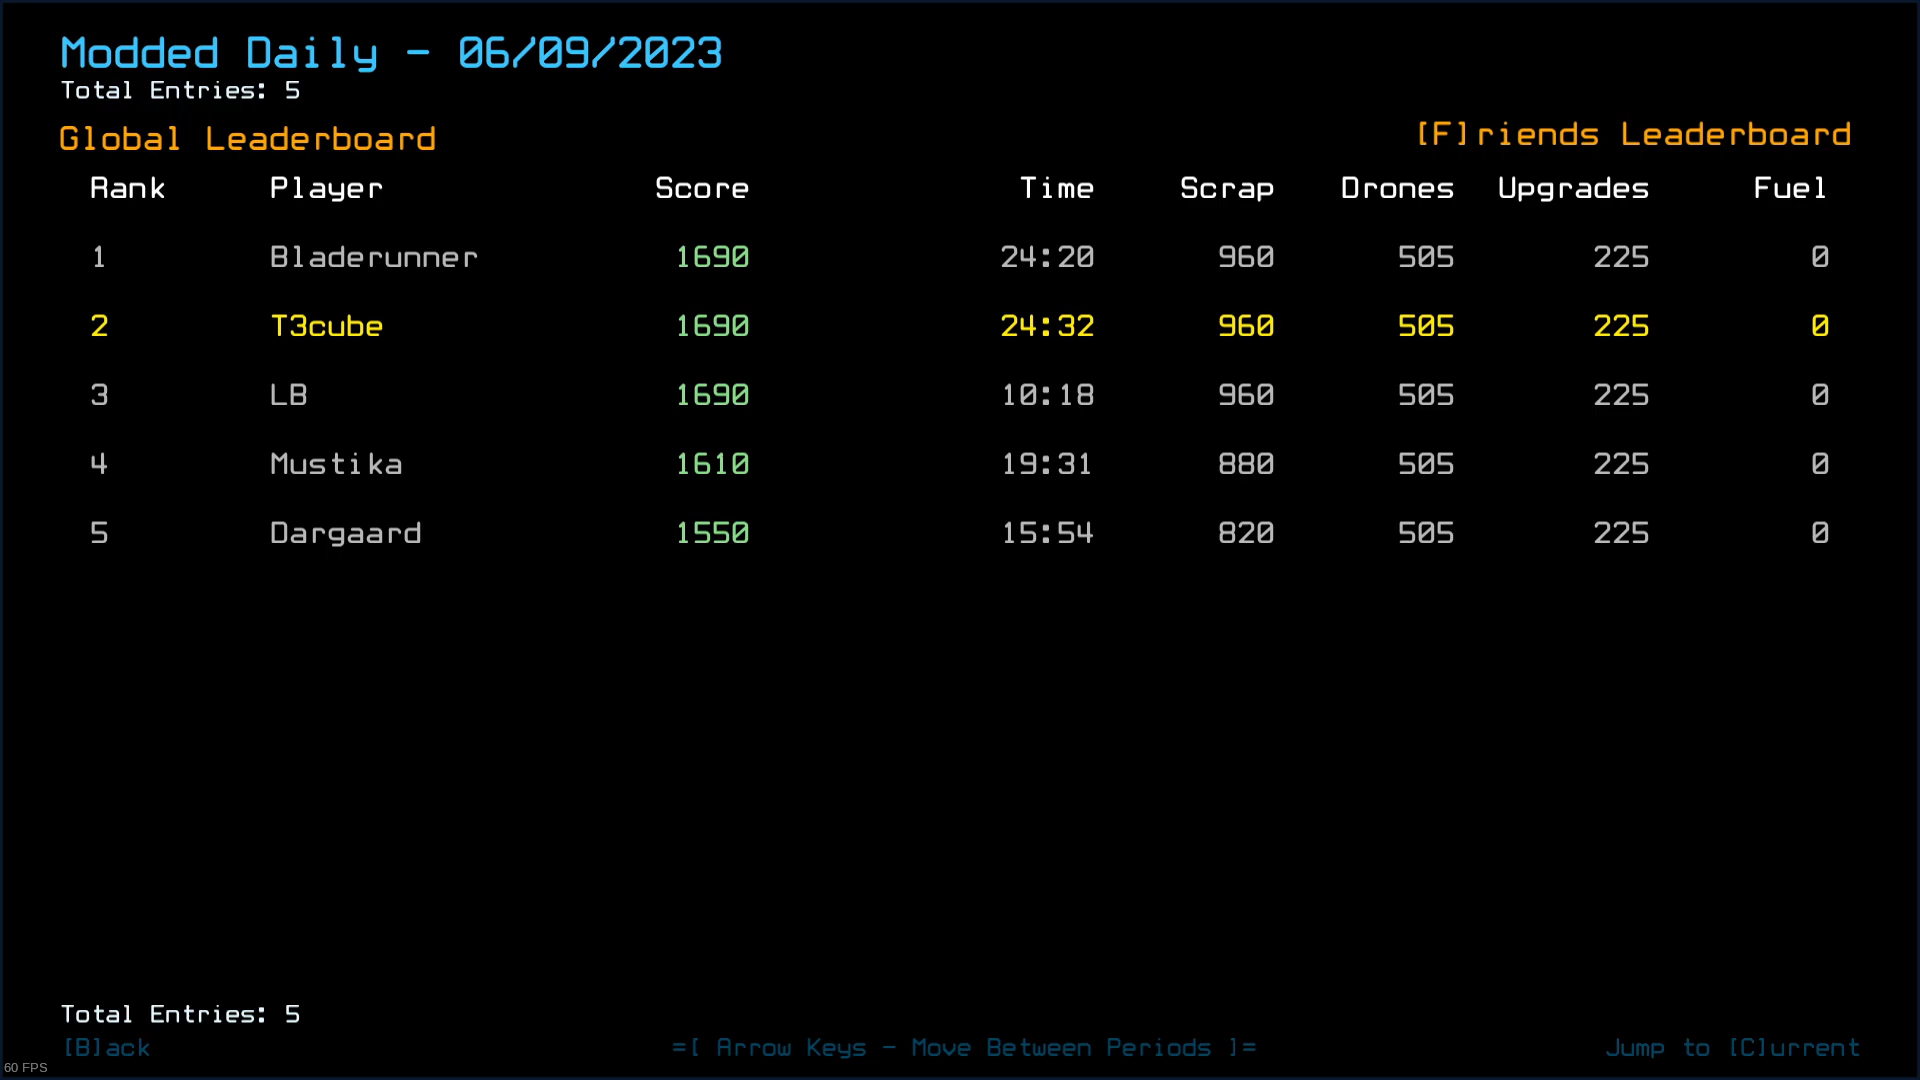 Modded Daily - 06/09/2023
Total Entries: 5
Global Leaderboard [F]riends Leaderboard
Rank Player Score Time Scrap Drones Upgrades Fuel
1 Bladerunner 1690 24:20 960 505 225 0
2 T3cube 1690 24:32 960 505 225 0
3 LB 1690 10:18 960 505 225 0
4 Mustika 1610 19:31 880 505 225 0
5 Dargaard 1550 15:54 820 505 225 0
Total Entries: 5
[B]ack =[ Arrow Keys - Move Between Periods ]= Jump to [C]urrent
60 FPS